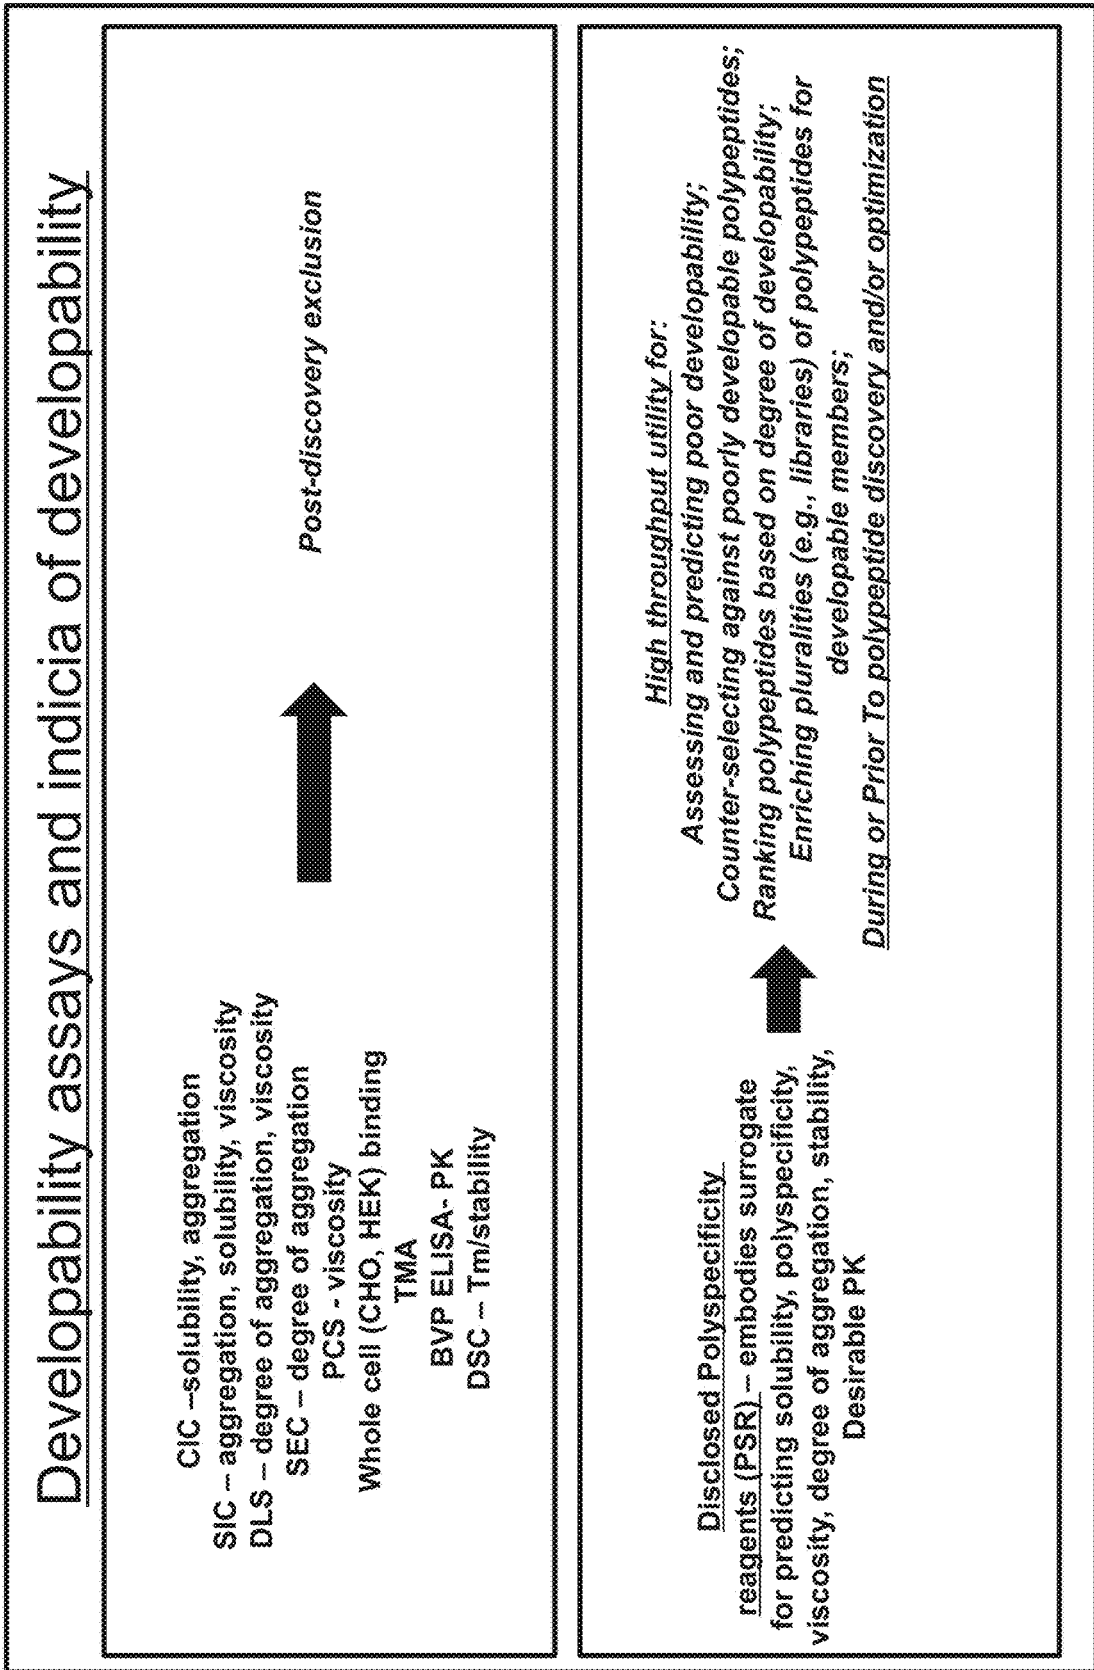 Developability assays and indicia of developability
CIC –solubility, aggregation
SIC – aggregation, solubility, viscosity
DLS – degree of aggregation, viscosity
SEC – degree of aggregation
PCS - viscosity
Whole cell (CHO, HEK) binding
TMA
BVP ELISA- PK
DSC – Tm/stability
Post-discovery exclusion
Disclosed Polyspecificity
reagents (PSR) – embodies surrogate
for predicting solubility, polyspecificity,
viscosity, degree of aggregation, stability,
Desirable PK
High throughput utility for:
Assessing and predicting poor developability;
Counter-selecting against poorly developable polypeptides;
Ranking polypeptides based on degree of developability;
Enriching pluralities (e.g., libraries) of polypeptides for
developable members;
During or Prior To polypeptide discovery and/or optimization